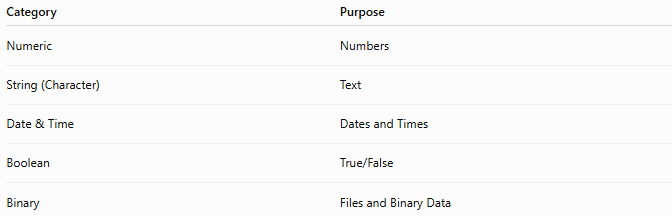 Category Purpose
Numeric Numbers
String (Character) Text
Date & Time Dates and Times
Boolean True/False
Binary Files and Binary Data